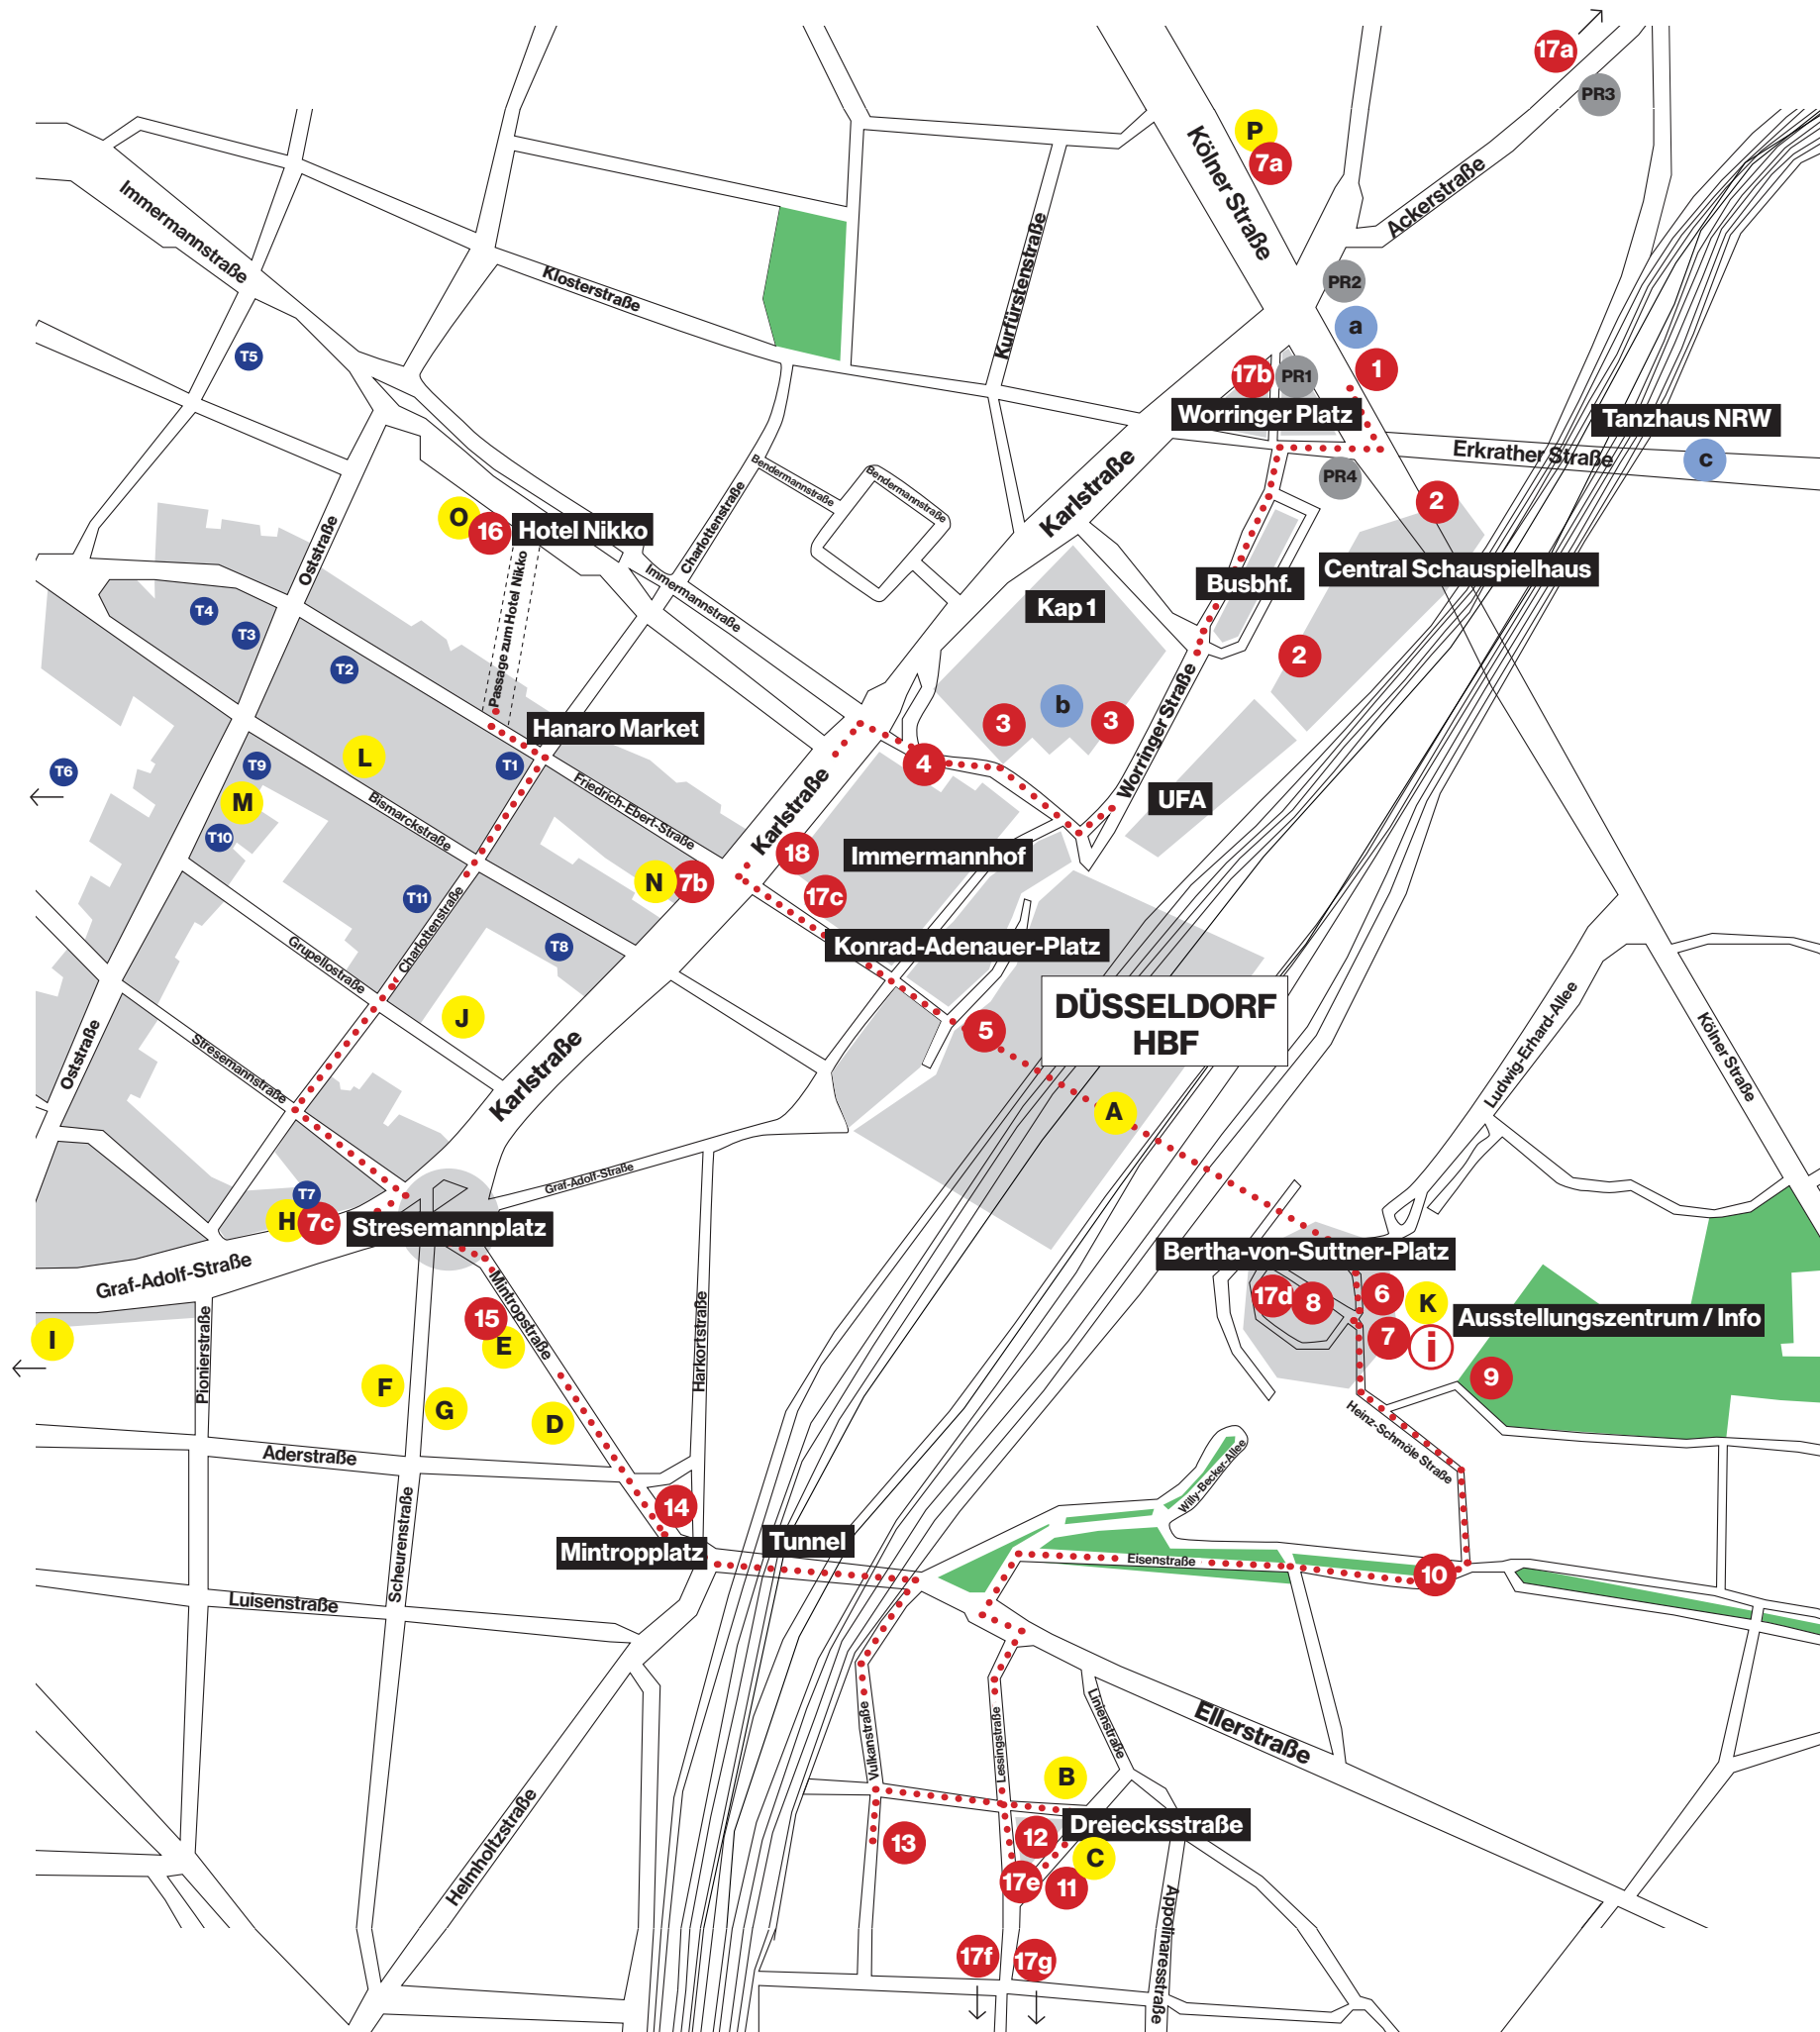 17a
PR3
P
7a
Kölner Straße
Ackerstraße
Immermannstraße
Klosterstraße
Kurfürstenstraße
PR2
a
T5
1
17b
PR1
Worringer Platz
Tanzhaus NRW
Erkrather Straße
c
PR4
Karlstraße
Bendermannstraße
Bendermannstraße
Charlottenstraße
2
O
16
Hotel Nikko
Oststraße
Passage zum Hotel Nikko
Immermannstraße
Central Schauspielhaus
Busbhf.
Kap 1
T4
T3
T2
2
b
3
3
Worringer Straße
Hanaro Market
L
T9
T1
T6
M
T10
4
Friedrich-Ebert-Straße
Bismarckstraße
Karlstraße
UFA
18
Immermannhof
N
7b
17c
T11
Charlottenstraße
T8
Grupellostraße
Konrad-Adenauer-Platz
DÜSSELDORF
HBF
J
5
Ludwig-Erhard-Allee
Kölner Straße
Oststraße
Stresemannstraße
Karlstraße
A
Graf-Adolf-Straße
T7
H
7c
Stresemannplatz
Bertha-von-Suttner-Platz
Graf-Adolf-Straße
17d
8
6
K
Ausstellungszentrum / Info
7
i
9
I
Pionierstraße
15
E
Mintropstraße
Harkortstraße
F
G
D
Heinz-Schmöle Straße
Aderstraße
Willy-Becker-Allee
Scheurenstraße
14
Mintropplatz
Tunnel
Eisenstraße
10
Luisenstraße
Vulkanstraße
Lessingstraße
Linienstraße
Ellerstraße
B
Helmholtzstraße
13
12
Dreiecksstraße
C
17e
11
Appolinaresstraße
17f
17g